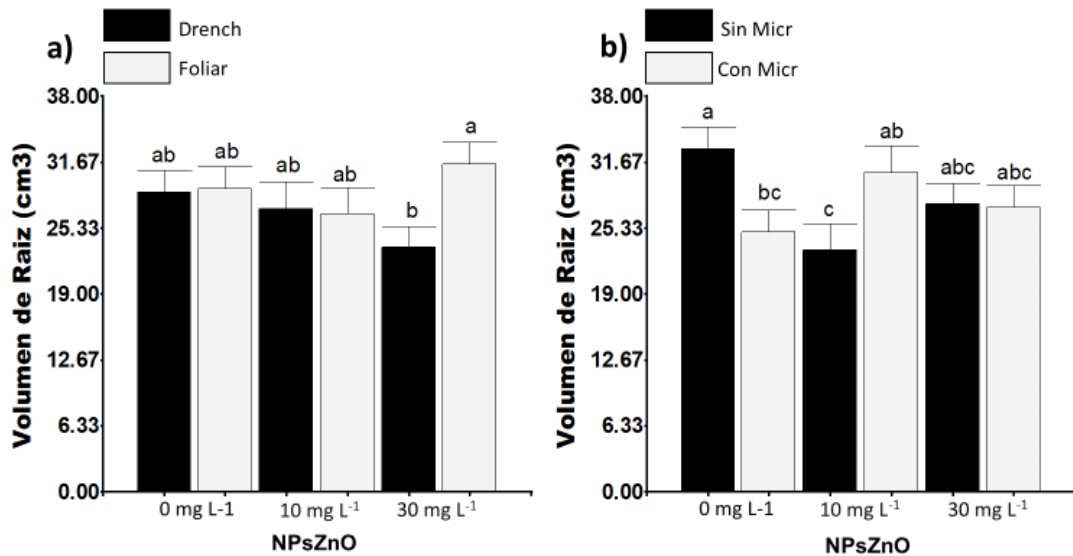 a)
Drench
Foliar
Volumen de Raiz (cm3)
38.00
31.67
25.33
19.00
12.67
6.33
0.00
ab
ab
ab
ab
b
a
0 mg L-1
10 mg L⁻¹
30 mg L⁻¹
NPsZnO
b)
Sin Micr
Con Micr
Volumen de Raiz (cm3)
38.00
31.67
25.33
19.00
12.67
6.33
0.00
a
bc
c
ab
abc
abc
0 mg L-1
10 mg L⁻¹
30 mg L⁻¹
NPsZnO